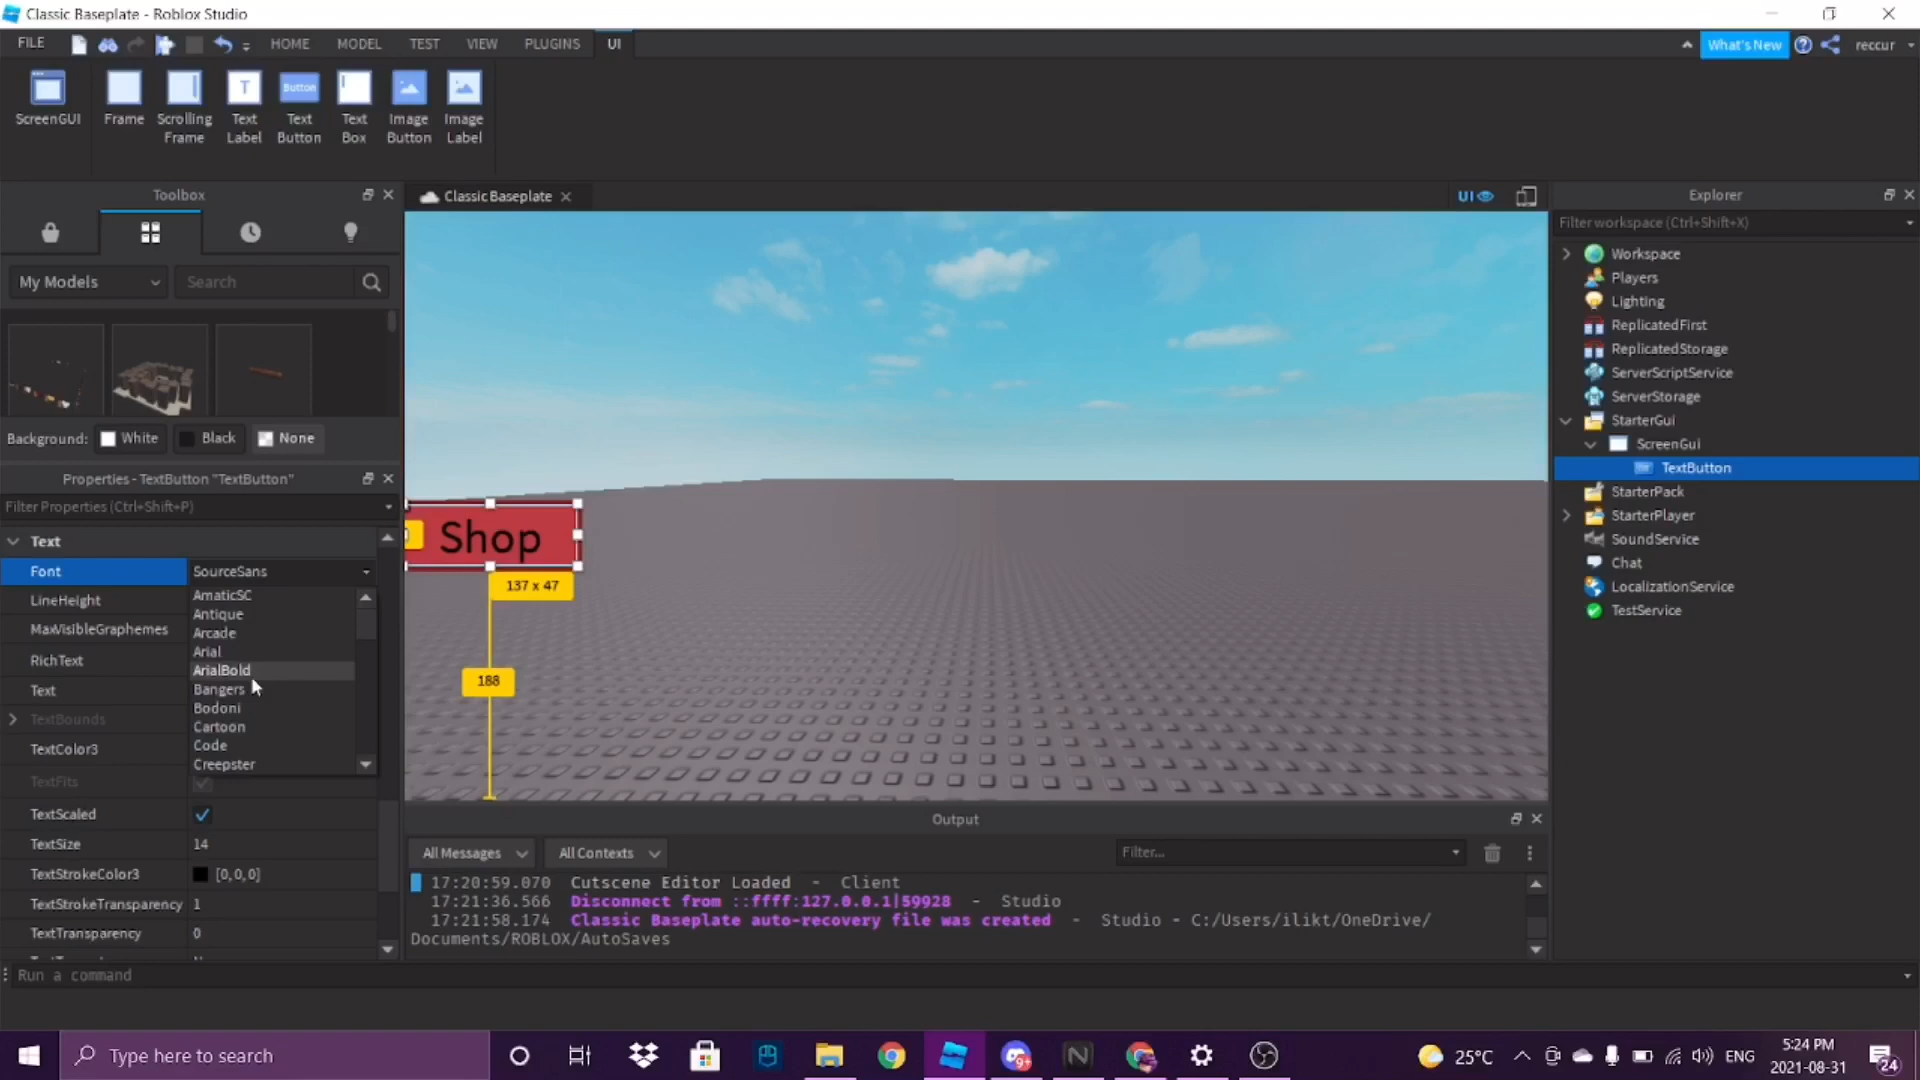 Classic Baseplate - Roblox Studio
FILE HOME MODEL TEST VIEW PLUGINS UI What's New reccur
ScreenGUI Frame Scrolling Frame Text Label Text Button Text Box Image Button Image Label
Button
Toolbox
My Models Search
Background: White Black None
Properties - TextButton "TextButton"
Filter Properties (Ctrl+Shift+P)
Text
Font SourceSans
LineHeight
MaxVisibleGraphemes
RichText
Text
TextBounds
TextColor3
TextFits
TextScaled
TextSize 14
TextStrokeColor3 [0,0,0]
TextStrokeTransparency 1
TextTransparency 0
AmaticSC
Antique
Arcade
Arial
ArialBold
Bangers
Bodoni
Cartoon
Code
Creepster
Classic Baseplate
UI
Shop
137 x 47
188
Output
All Messages All Contexts Filter...
17:20:59.070 Cutscene Editor Loaded - Client
17:21:36.566 Disconnect from ::ffff:127.0.0.1|59928 - Studio
17:21:58.174 Classic Baseplate auto-recovery file was created - Studio - C:/Users/ilikt/OneDrive/
Documents/ROBLOX/AutoSaves
Explorer
Filter workspace (Ctrl+Shift+X)
Workspace
Players
Lighting
ReplicatedFirst
ReplicatedStorage
ServerScriptService
ServerStorage
StarterGui
ScreenGui
TextButton
StarterPack
StarterPlayer
SoundService
Chat
LocalizationService
TestService
Run a command
Type here to search
9+
25°C ENG
5:24 PM
2021-08-31
24